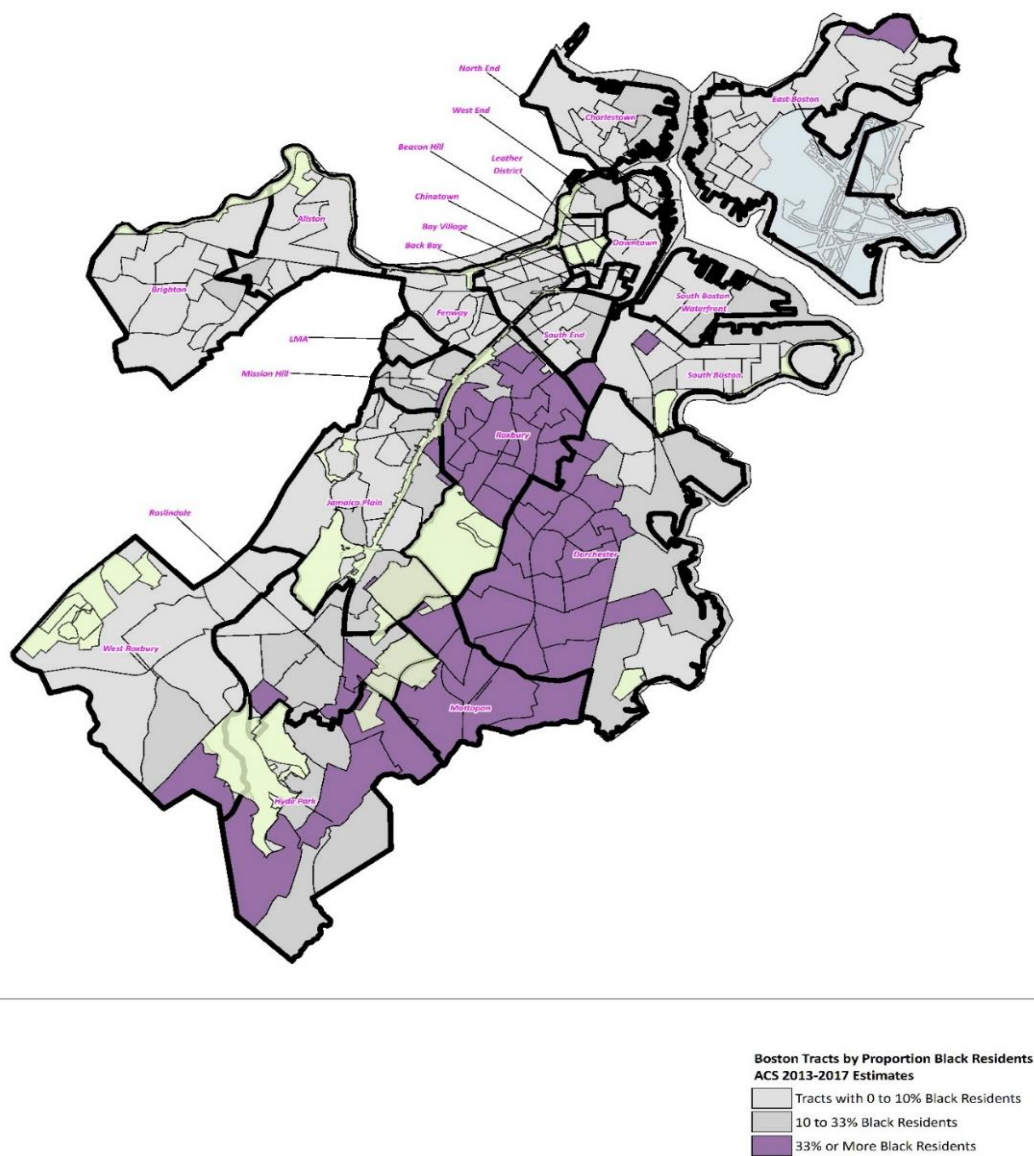 North End
West End
Charlestown
East Boston
Beacon Hill
Leather
District
Chinatown
Allston
Bay Village
Downtown
Back Bay
Brighton
South Boston
Waterfront
Fenway
South End
LMA
Mission Hill
South Boston
Roxbury
Jamaica Plain
Roslindale
Dorchester
West Roxbury
Mattapan
Hyde Park
Boston Tracts by Proportion Black Residents
ACS 2013-2017 Estimates
Tracts with 0 to 10% Black Residents
10 to 33% Black Residents
33% or More Black Residents